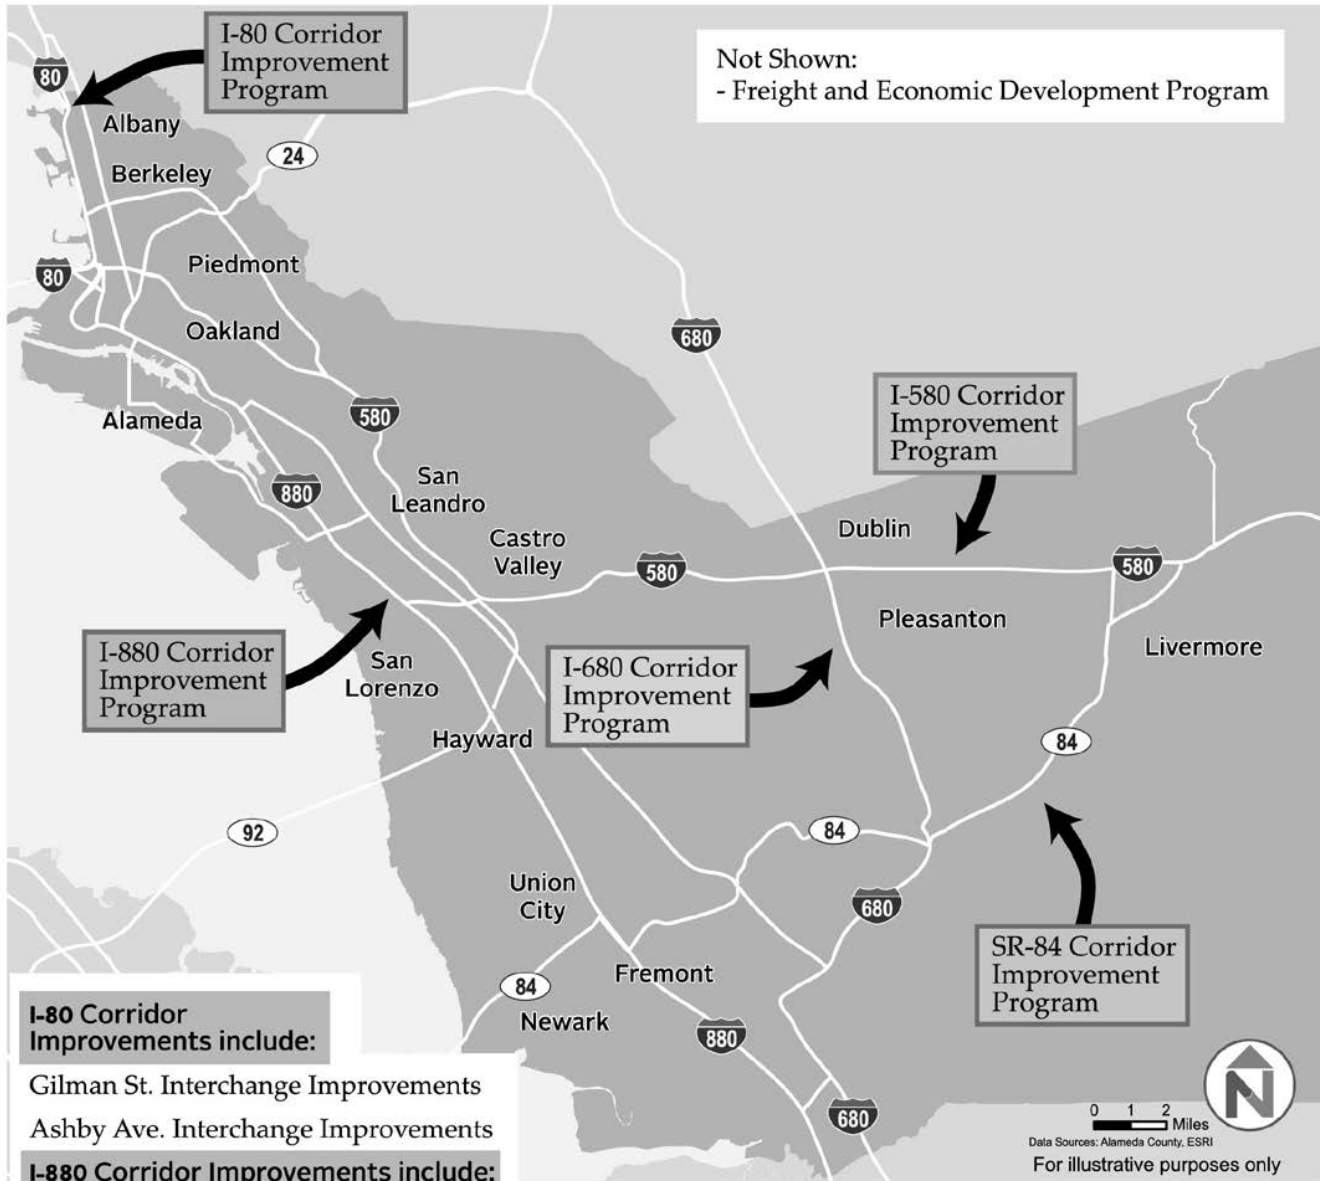 I-80 Corridor
Improvement
Program
Not Shown:
- Freight and Economic Development Program
80
Albany
24
Berkeley
Piedmont
80
Oakland
680
I-580 Corridor
Improvement
Program
Alameda
580
San
Leandro
880
Dublin
Castro
Valley
580
580
Pleasanton
Livermore
I-880 Corridor
Improvement
Program
San
Lorenzo
I-680 Corridor
Improvement
Program
Hayward
84
92
84
Union
City
680
SR-84 Corridor
Improvement
Program
Fremont
84
Newark
880
I-80 Corridor
Improvements include:
Gilman St. Interchange Improvements
Ashby Ave. Interchange Improvements
I-880 Corridor Improvements include:
680
N
0 1 2
Miles
Data Sources: Alameda County, ESRI
For illustrative purposes only